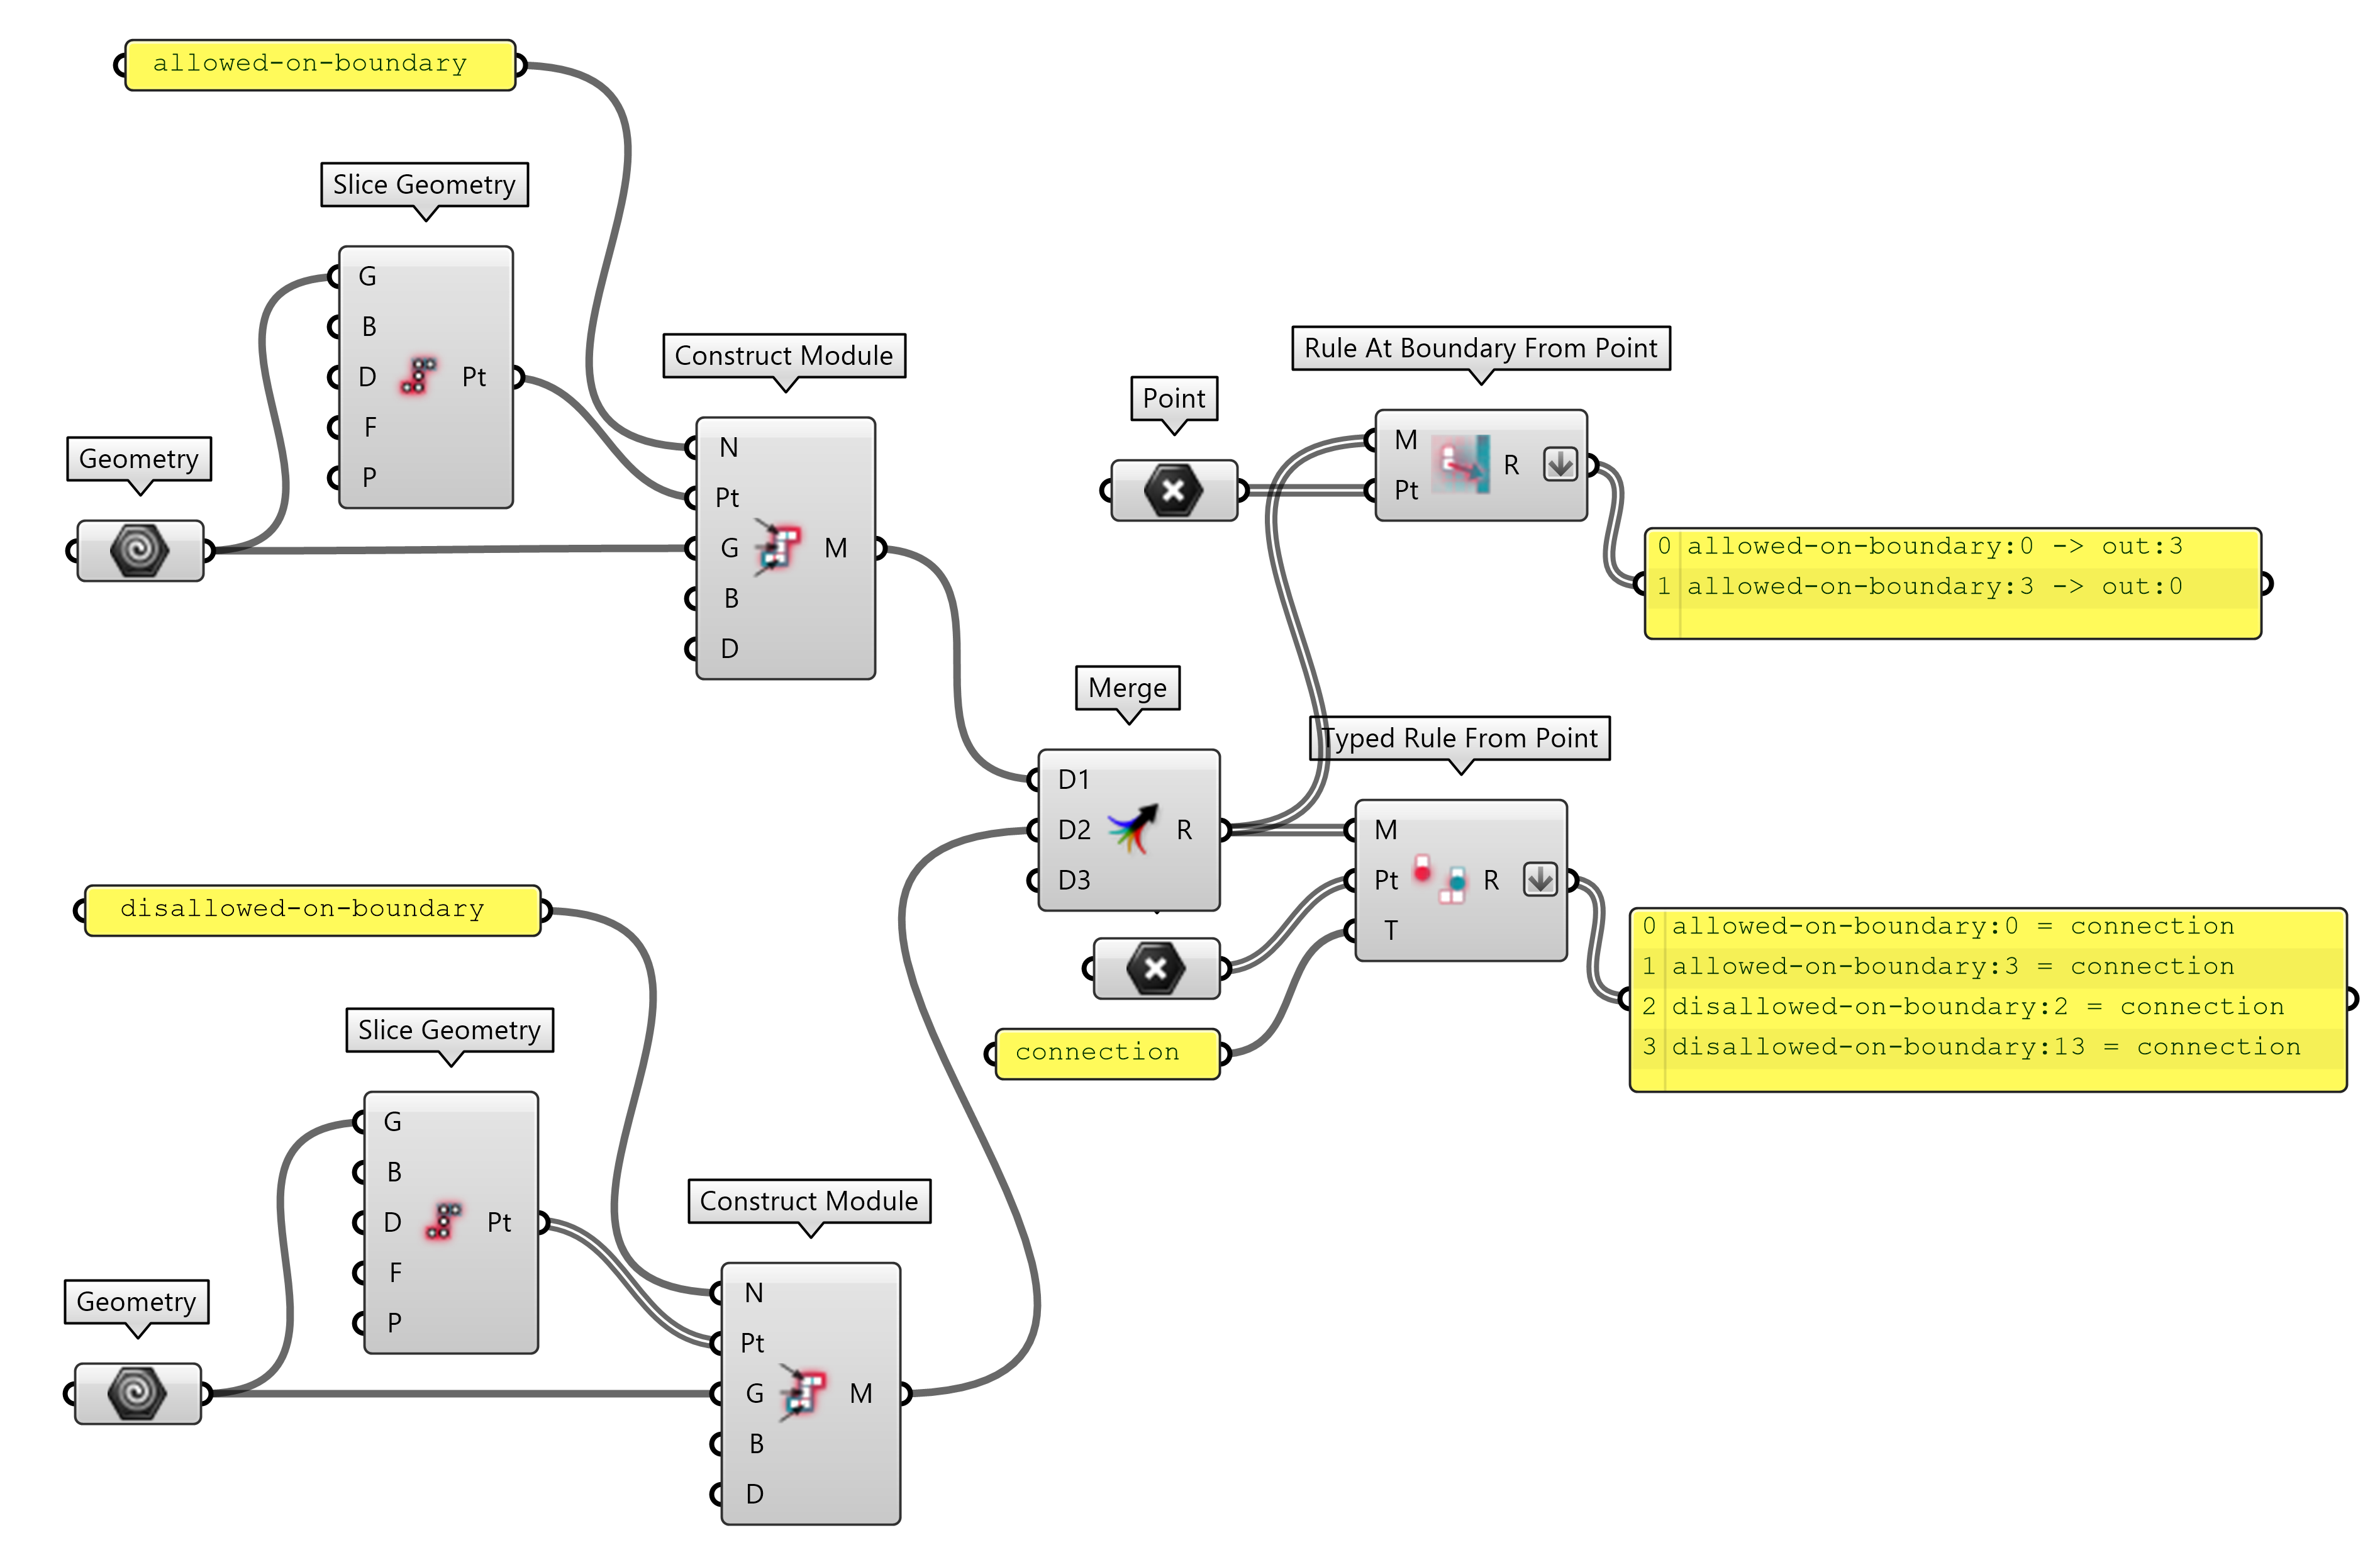 allowed-on-boundary
Slice Geometry
G
B
D
F
P
Pt
Geometry
Construct Module
N
Pt
G
B
D
M
Point
Rule At Boundary From Point
M
Pt
R
0 allowed-on-boundary:0 -> out:3
1 allowed-on-boundary:3 -> out:0
Merge
D1
D2
D3
R
Typed Rule From Point
M
Pt
T
R
connection
0 allowed-on-boundary:0 = connection
1 allowed-on-boundary:3 = connection
2 disallowed-on-boundary:2 = connection
3 disallowed-on-boundary:13 = connection
disallowed-on-boundary
Slice Geometry
G
B
D
F
P
Pt
Geometry
Construct Module
N
Pt
G
B
D
M